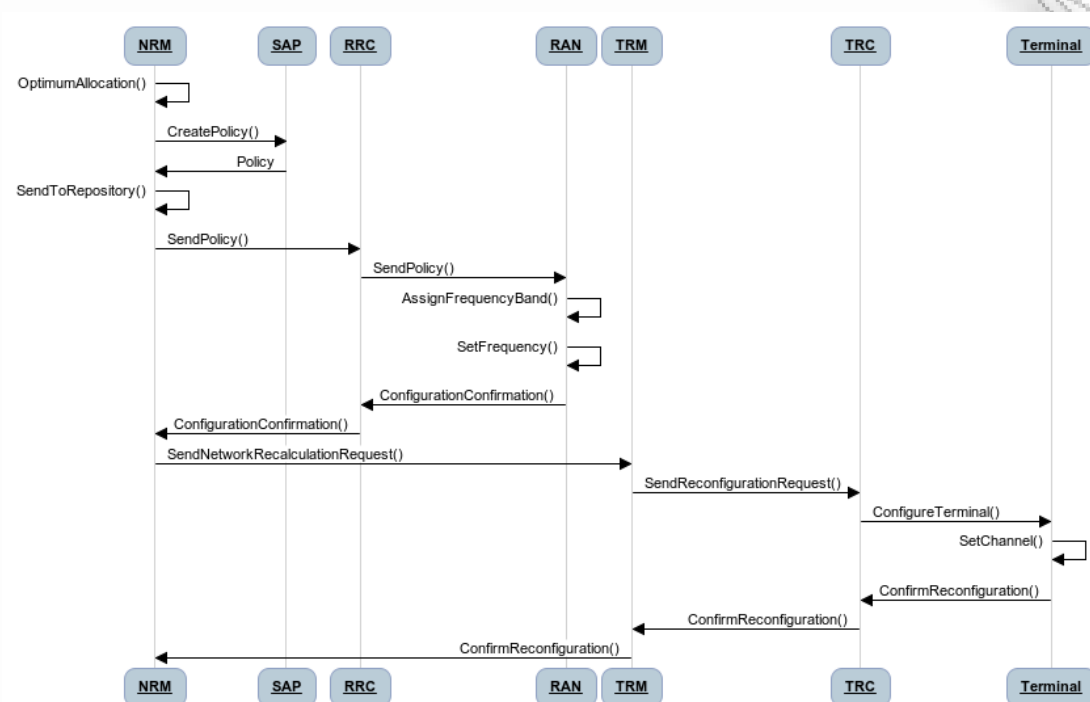 NRM SAP RRC RAN TRM TRC Terminal
OptimumAllocation()
CreatePolicy()
Policy
SendToRepository()
SendPolicy()
SendPolicy()
AssignFrequencyBand()
SetFrequency()
ConfigurationConfirmation()
ConfigurationConfirmation()
SendNetworkRecalculationRequest()
SendReconfigurationRequest()
ConfigureTerminal()
SetChannel()
ConfirmReconfiguration()
ConfirmReconfiguration()
ConfirmReconfiguration()
NRM SAP RRC RAN TRM TRC Terminal